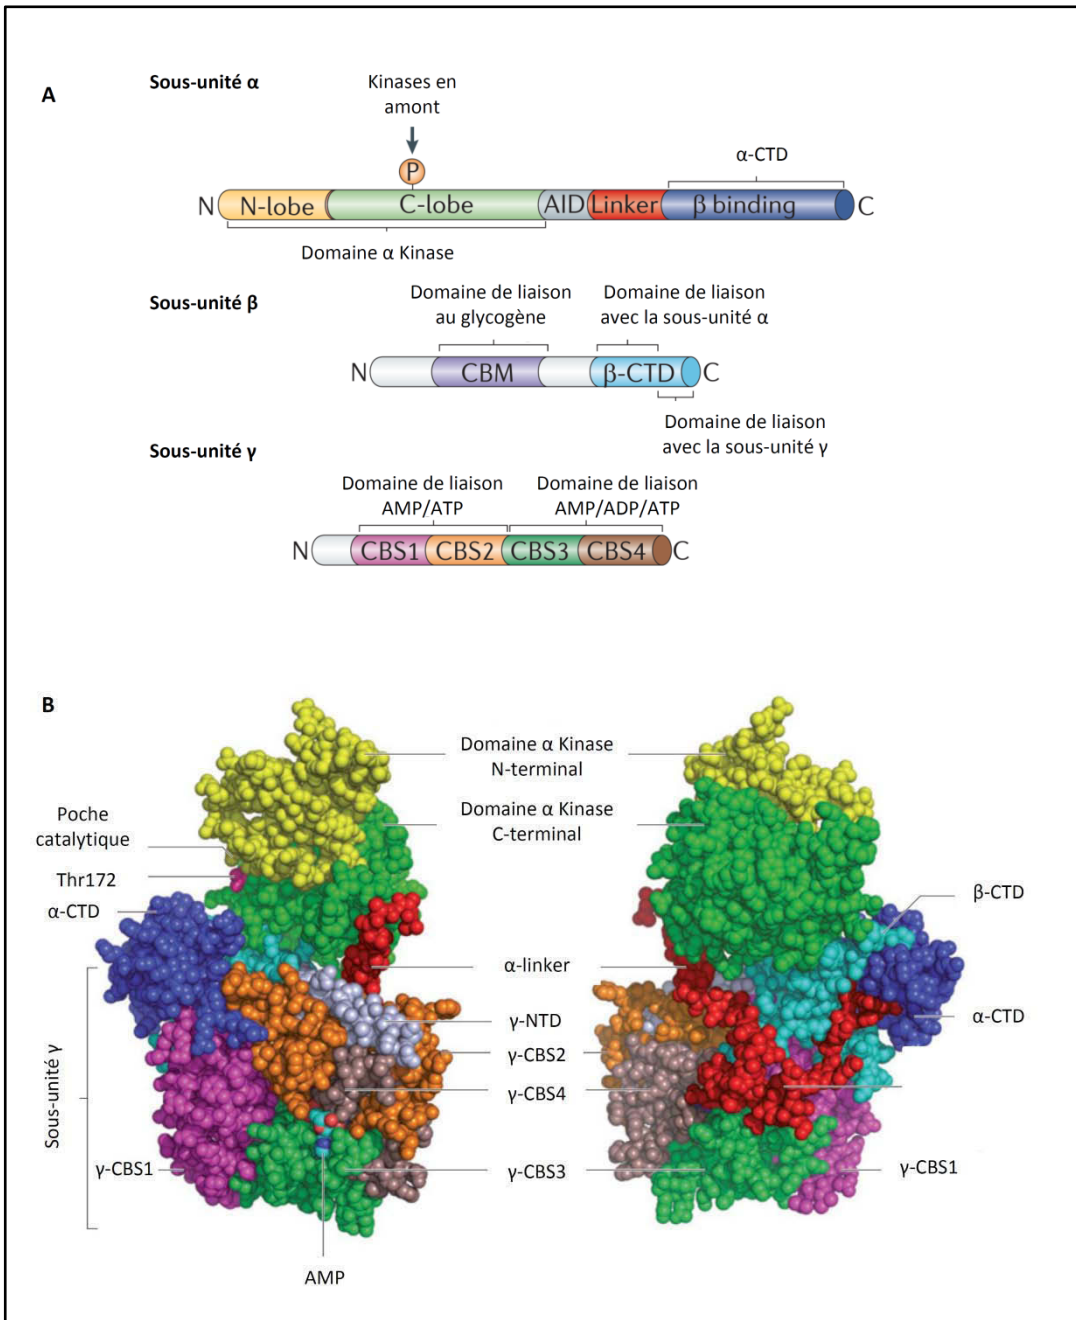 A
Sous-unité α
Kinases en
amont
P
α-CTD
N
N-lobe
C-lobe
AID
Linker
β binding
C
Domaine α Kinase
Sous-unité β
Domaine de liaison
au glycogène
Domaine de liaison
avec la sous-unité α
N
CBM
β-CTD
C
Domaine de liaison
avec la sous-unité γ
Sous-unité γ
Domaine de liaison
AMP/ATP
Domaine de liaison
AMP/ADP/ATP
N
CBS1
CBS2
CBS3
CBS4
C
B
Domaine α Kinase
N-terminal
Domaine α Kinase
C-terminal
Poche
catalytique
Thr172
α-CTD
β-CTD
α-linker
α-CTD
γ-NTD
γ-CBS2
γ-CBS4
Sous-unité γ
γ-CBS1
γ-CBS3
γ-CBS1
AMP